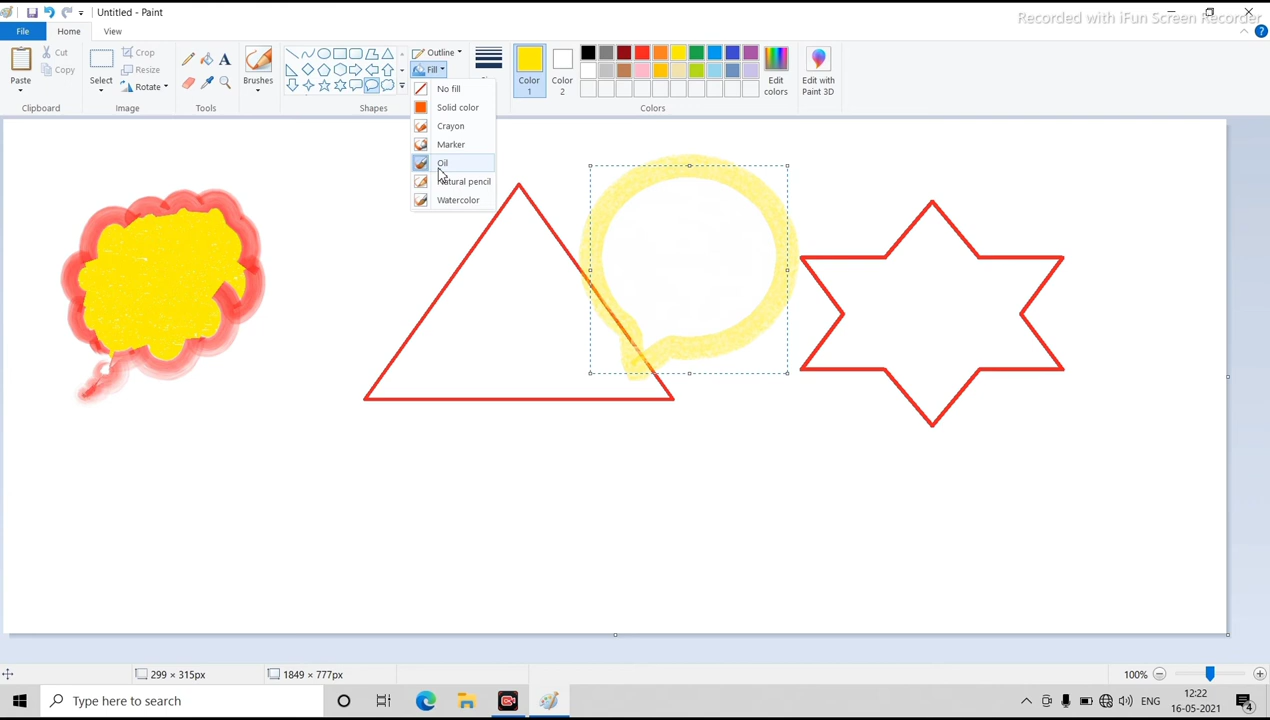 Untitled - Paint
Recorded with iFun Screen Recorder
File
Home
View
Paste
Cut
Copy
Clipboard
Select
Crop
Resize
Rotate
Image
Tools
Brushes
Shapes
Outline
Fill
No fill
Solid color
Crayon
Marker
Oil
Natural pencil
Watercolor
Color
1
Color
2
Edit
colors
Colors
Edit with
Paint 3D
299 × 315px
1849 × 777px
100%
Type here to search
ENG
12:22
16-05-2021
4